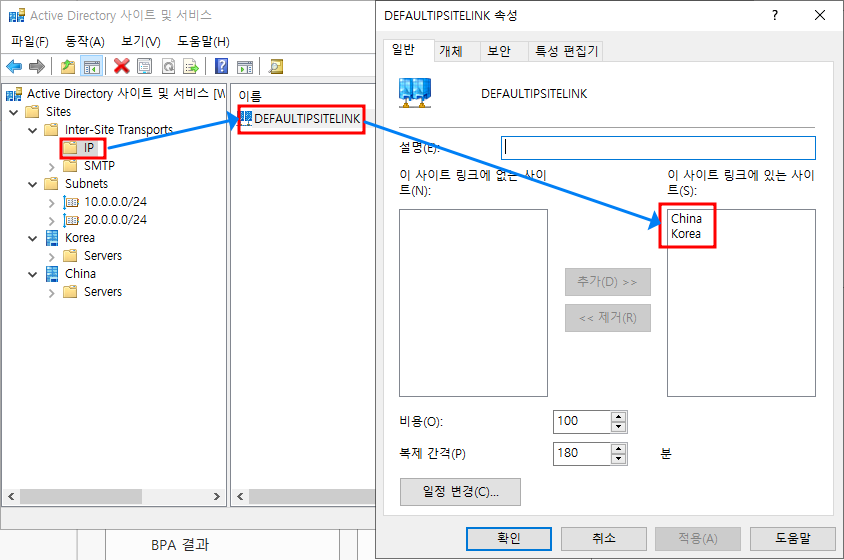 Active Directory 사이트 및 서비스
파일(F) 동작(A) 보기(V) 도움말(H)
Active Directory 사이트 및 서비스 [W
Sites
Inter-Site Transports
IP
SMTP
Subnets
10.0.0.0/24
20.0.0.0/24
Korea
Servers
China
Servers
이름
DEFAULTIPSITELINK
BPA 결과
DEFAULTIPSITELINK 속성
일반 개체 보안 특성 편집기
DEFAULTIPSITELINK
설명(E):
이 사이트 링크에 없는 사이
트(N):
이 사이트 링크에 있는 사이
트(S):
China
Korea
추가(D) >>
<< 제거(R)
비용(O): 100
복제 간격(P) 180 분
일정 변경(C)...
확인 취소 적용(A) 도움말